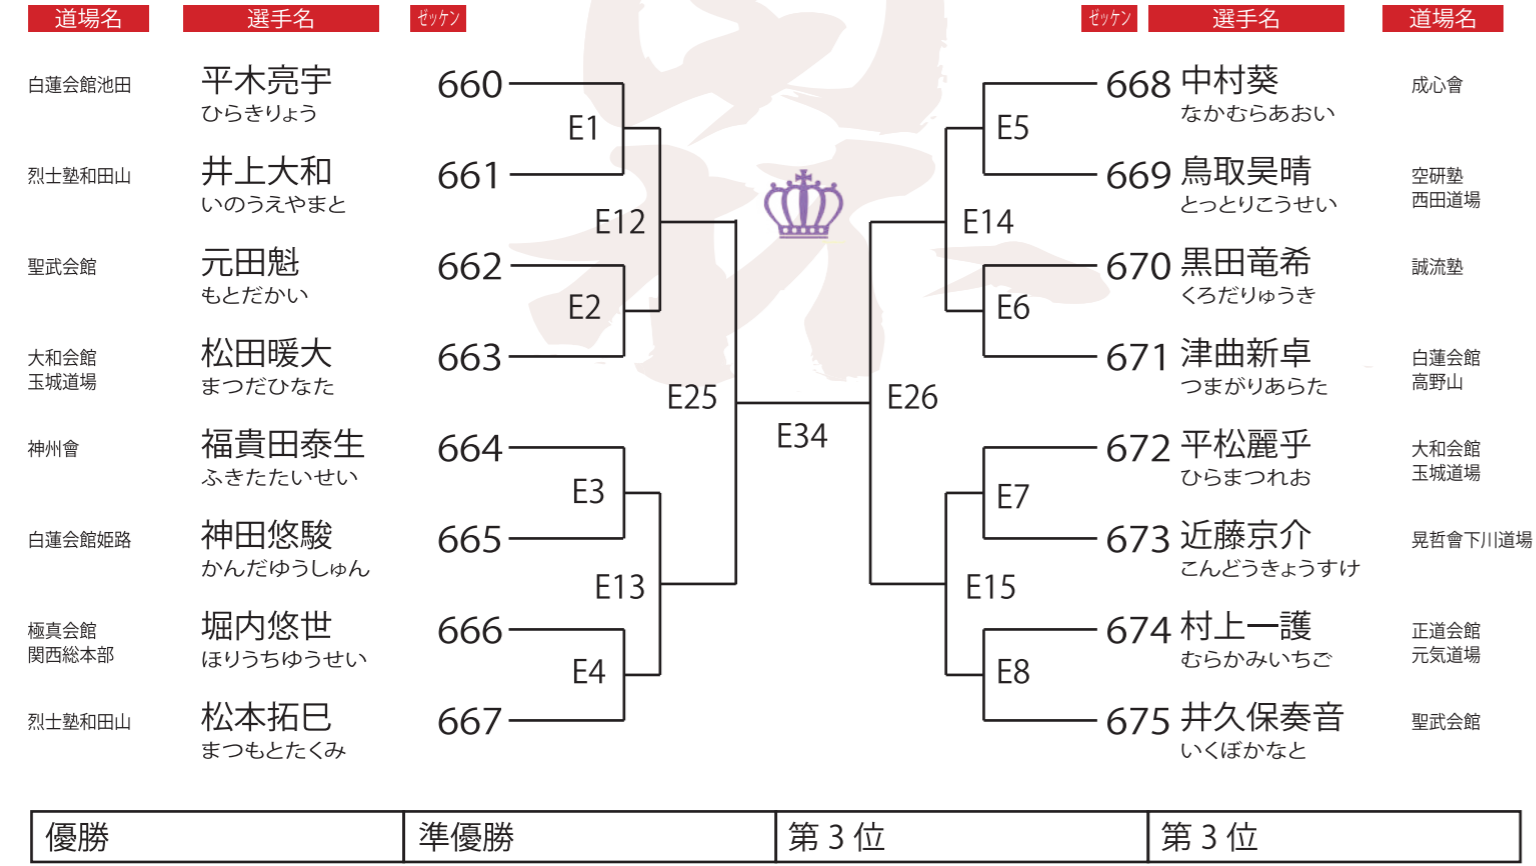 道場名 選手名 ゼッケン ゼッケン 選手名 道場名
白蓮会館池田 平木亮宇 660 668 中村葵 成心會
ひらきりょう なかむらあおい
E1 E5
烈士塾和田山 井上大和 661 669 鳥取昊晴 空研塾
いのうえやまと とっとりこうせい 西田道場
E12 E14
聖武会館 元田魁 662 670 黒田竜希 誠流塾
もとだかい くろだりゅうき
E2 E6
大和会館 松田暖大 663 671 津曲新卓 白蓮会館
玉城道場 まつだひなた つまがりあらた 高野山
E25 E26
E34
神州會 福貴田泰生 664 672 平松麗乎 大和会館
ふきたたいせい ひらまつれお 玉城道場
E3 E7
白蓮会館姫路 神田悠駿 665 673 近藤京介 晃哲會下川道場
かんだゆうしゅん こんどうきょうすけ
E13 E15
極真会館 堀内悠世 666 674 村上一護 正道会館
関西総本部 ほりうちゆうせい むらかみいちご 元気道場
E4 E8
烈士塾和田山 松本拓巳 667 675 井久保奏音 聖武会館
まつもとたくみ いくぼかなと
優勝 準優勝 第3位 第3位